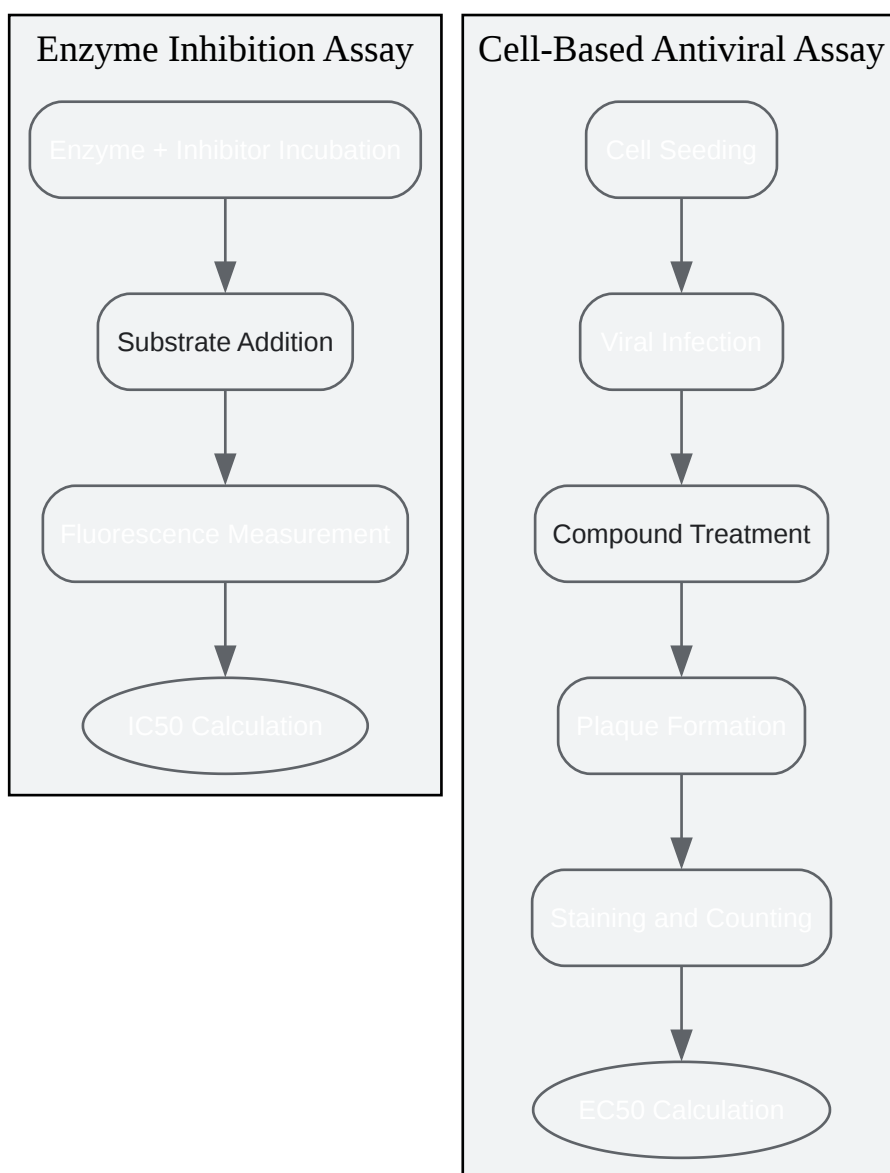 Enzyme Inhibition Assay
Enzyme + Inhibitor Incubation
Substrate Addition
Fluorescence Measurement
IC50 Calculation
Cell-Based Antiviral Assay
Cell Seeding
Viral Infection
Compound Treatment
Plaque Formation
Staining and Counting
EC50 Calculation